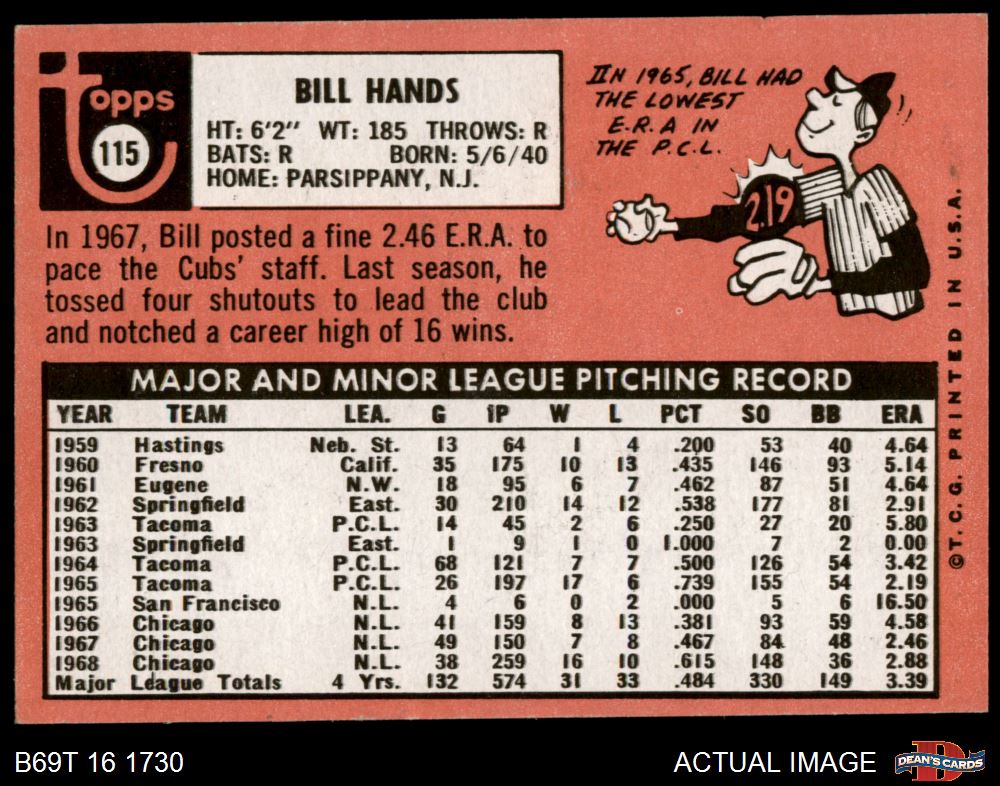 Topps
115
BILL HANDS
HT: 6'2" WT: 185 THROWS: R
BATS: R BORN: 5/6/40
HOME: PARSIPPANY, N.J.
In 1967, Bill posted a fine 2.46 E.R.A. to
pace the Cubs' staff. Last season, he
tossed four shutouts to lead the club
and notched a career high of 16 wins.
IN 1965, BILL HAD
THE LOWEST
E.R.A IN
THE P.C.L.
219
MAJOR AND MINOR LEAGUE PITCHING RECORD
YEAR TEAM LEA. G IP W L PCT SO BB ERA
1959 Hastings Neb. St. 13 64 1 4 .200 53 40 4.64
1960 Fresno Calif. 35 175 10 13 .435 146 93 5.14
1961 Eugene N.W. 18 95 6 7 .462 87 51 4.64
1962 Springfield East. 30 210 14 12 .538 177 81 2.91
1963 Tacoma P.C.L. 14 45 2 6 .250 27 20 5.80
1963 Springfield East. 1 9 1 0 1.000 7 2 0.00
1964 Tacoma P.C.L. 68 121 7 7 .500 126 54 3.42
1965 Tacoma P.C.L. 26 197 17 6 .739 155 54 2.19
1965 San Francisco N.L. 4 6 0 2 .000 5 6 16.50
1966 Chicago N.L. 41 159 8 13 .381 93 59 4.58
1967 Chicago N.L. 49 150 7 8 .467 84 48 2.46
1968 Chicago N.L. 38 259 16 10 .615 148 36 2.88
Major League Totals 4 Yrs. 132 574 31 33 .484 330 149 3.39
©T.C.G. PRINTED IN U.S.A.
B69T 16 1730
ACTUAL IMAGE
DEAN'S CARDS